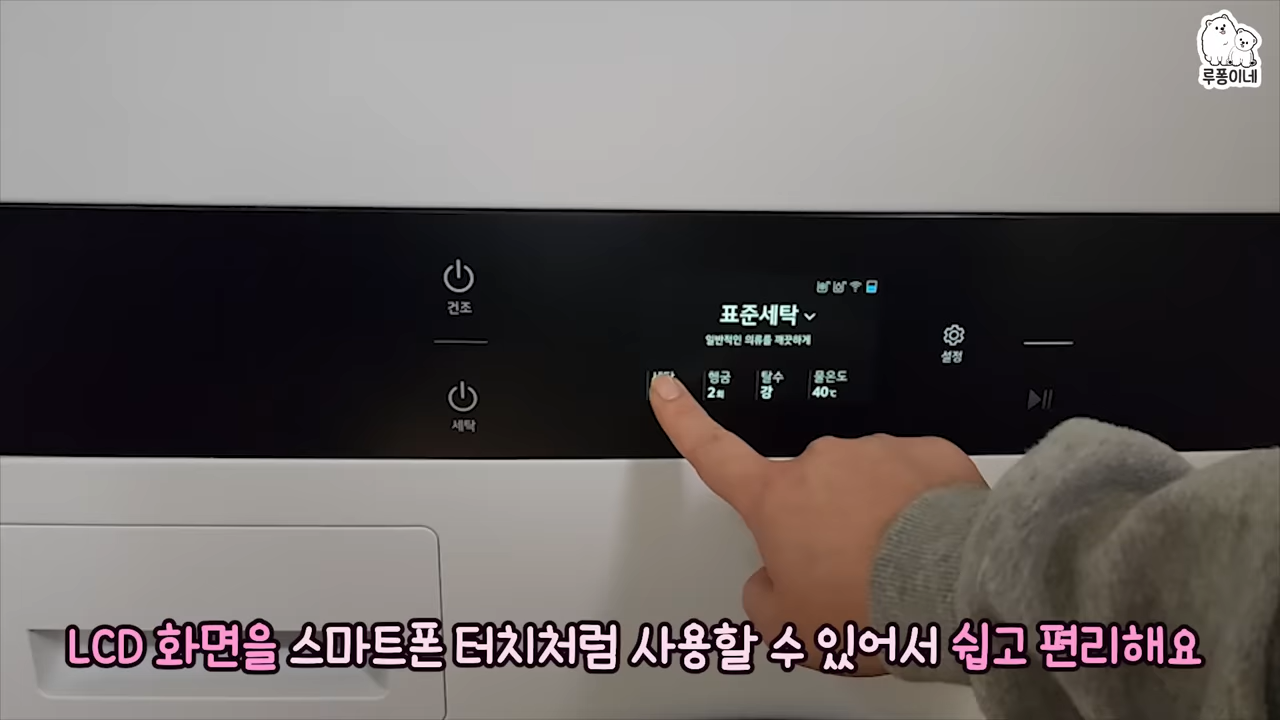 루퐁이네
건조
표준세탁
일반적인 의류를 깨끗하게
설정
세탁 헹굼 탈수 물온도
2회 강 40℃
세탁
LCD 화면을 스마트폰 터치처럼 사용할 수 있어서 쉽고 편리해요